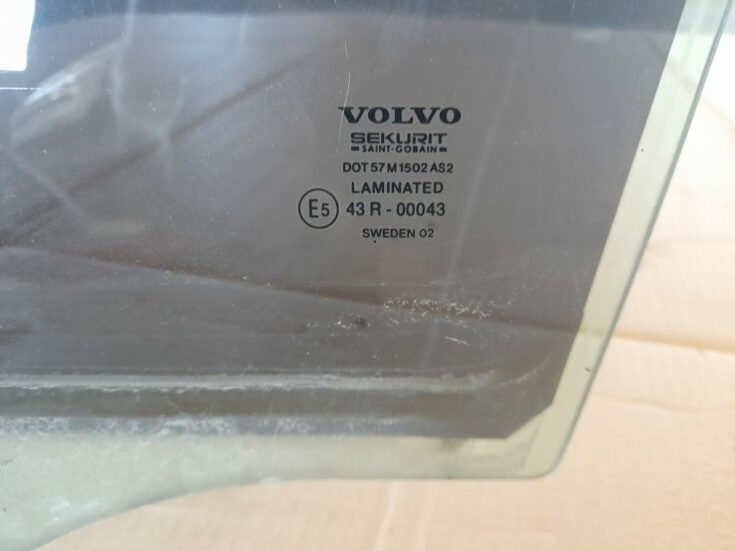 VOLVO
SEKURIT
SAINT-GOBAIN
DOT 57 M 1502 AS2
LAMINATED
E5 43 R - 00043
SWEDEN 02